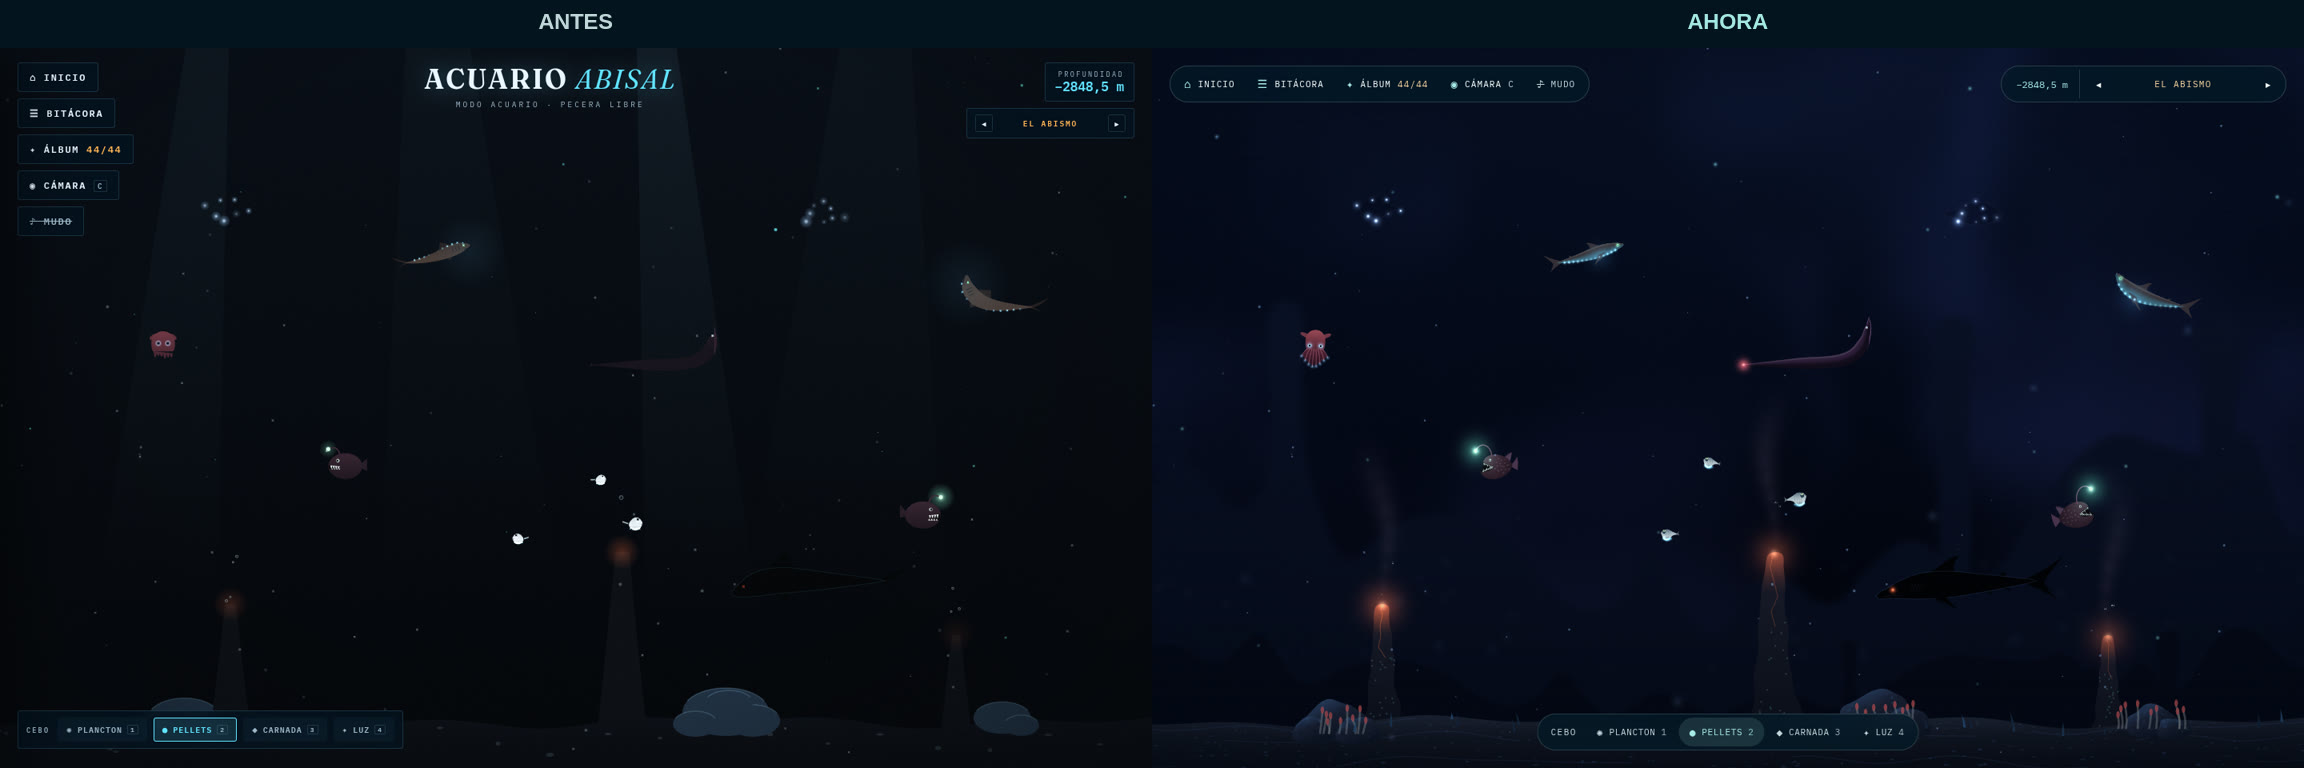 ANTES
⌂ INICIO
☰ BITÁCORA
✦ ÁLBUM 44/44
◉ CÁMARA C
♪ MUDO
ACUARIO ABISAL
MODO ACUARIO · PECERA LIBRE
PROFUNDIDAD
−2848,5 m
◀ EL ABISMO ▶
CEBO ✺ PLANCTON 1 ● PELLETS 2 ◆ CARNADA 3 ✦ LUZ 4
AHORA
⌂ INICIO ☰ BITÁCORA ✦ ÁLBUM 44/44 ◉ CÁMARA C ♪ MUDO
−2848,5 m ◀ EL ABISMO ▶
CEBO ✺ PLANCTON 1 ● PELLETS 2 ◆ CARNADA 3 ✦ LUZ 4